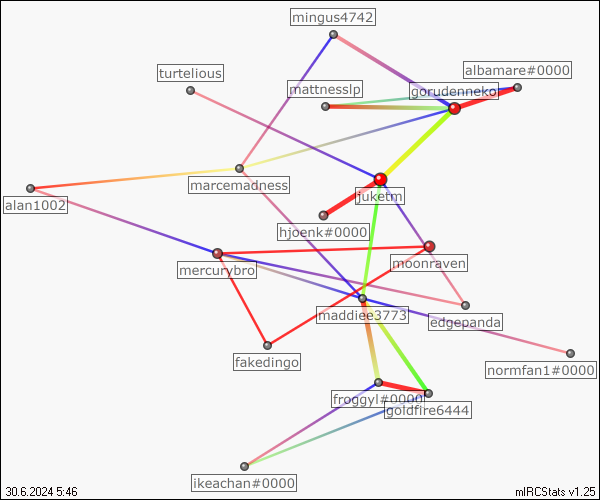 mingus4742
albamare#0000
turtelious
mattnesslp
gorudenneko
marcemadness
juketm
alan1002
hjoenk#0000
moonraven
mercurybro
maddiee3773
edgepanda
fakedingo
normfan1#0000
froggyl#0000
goldfire6444
ikeachan#0000
30.6.2024 5:46
mIRCStats v1.25